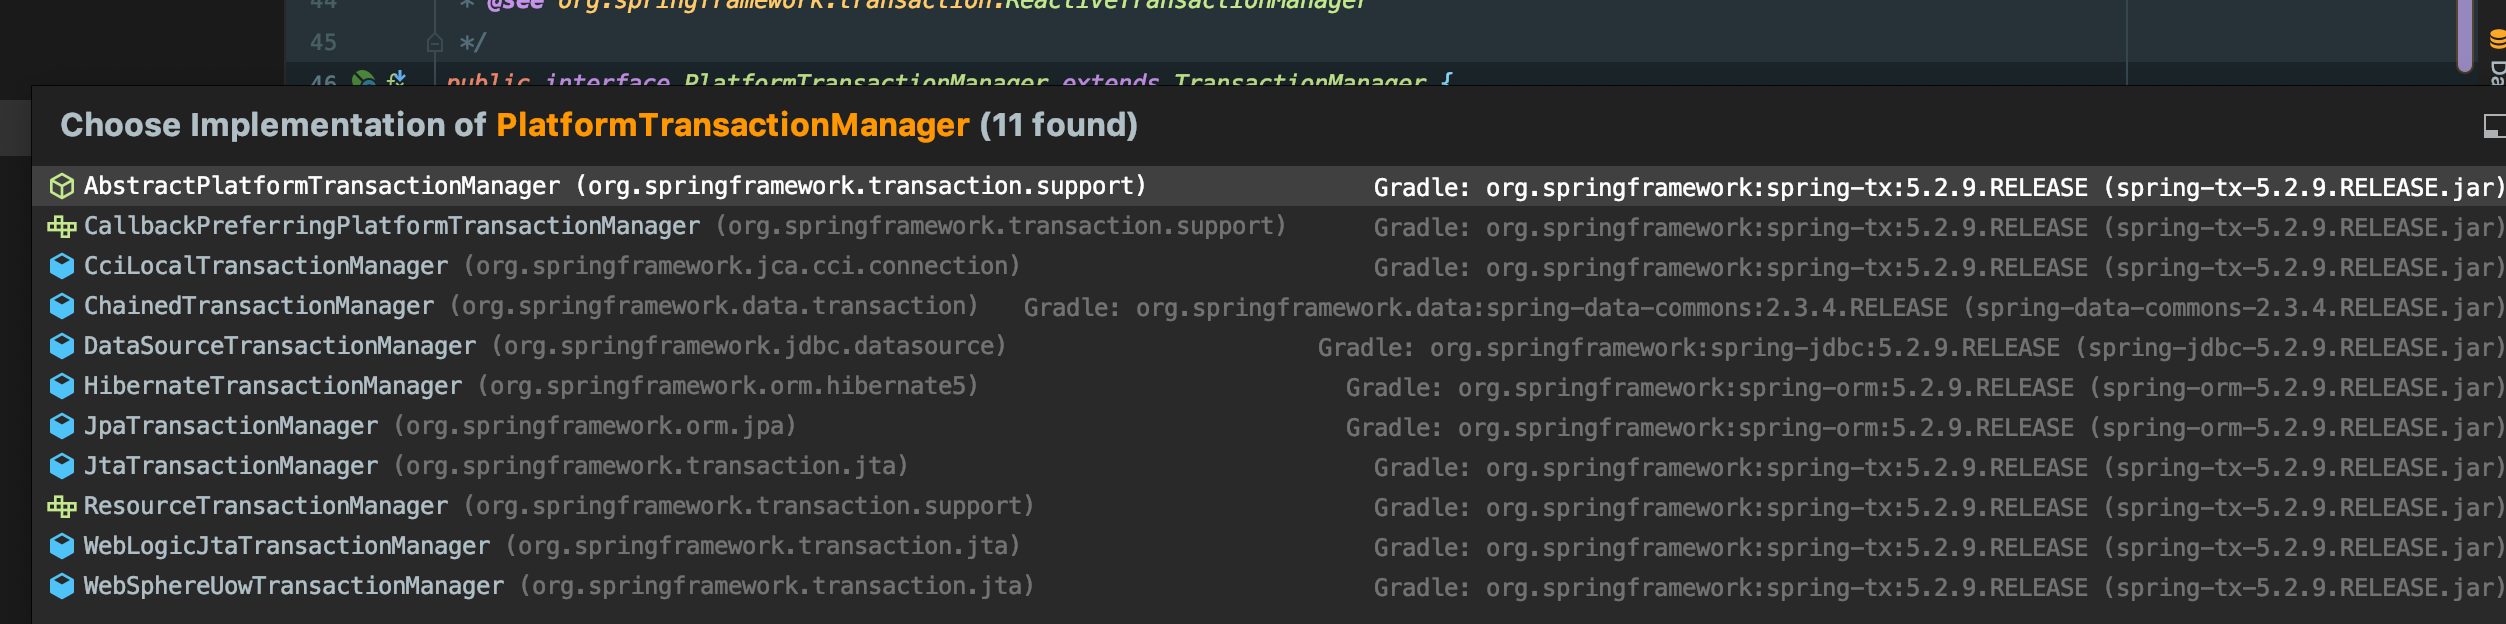 44 * @see org.springframework.transaction.ReactiveTransactionManager
45 */
46 public interface PlatformTransactionManager extends TransactionManager {
Choose Implementation of PlatformTransactionManager (11 found)
AbstractPlatformTransactionManager (org.springframework.transaction.support) Gradle: org.springframework:spring-tx:5.2.9.RELEASE (spring-tx-5.2.9.RELEASE.jar)
CallbackPreferringPlatformTransactionManager (org.springframework.transaction.support) Gradle: org.springframework:spring-tx:5.2.9.RELEASE (spring-tx-5.2.9.RELEASE.jar)
CciLocalTransactionManager (org.springframework.jca.cci.connection) Gradle: org.springframework:spring-tx:5.2.9.RELEASE (spring-tx-5.2.9.RELEASE.jar)
ChainedTransactionManager (org.springframework.data.transaction) Gradle: org.springframework.data:spring-data-commons:2.3.4.RELEASE (spring-data-commons-2.3.4.RELEASE.jar)
DataSourceTransactionManager (org.springframework.jdbc.datasource) Gradle: org.springframework:spring-jdbc:5.2.9.RELEASE (spring-jdbc-5.2.9.RELEASE.jar)
HibernateTransactionManager (org.springframework.orm.hibernate5) Gradle: org.springframework:spring-orm:5.2.9.RELEASE (spring-orm-5.2.9.RELEASE.jar)
JpaTransactionManager (org.springframework.orm.jpa) Gradle: org.springframework:spring-orm:5.2.9.RELEASE (spring-orm-5.2.9.RELEASE.jar)
JtaTransactionManager (org.springframework.transaction.jta) Gradle: org.springframework:spring-tx:5.2.9.RELEASE (spring-tx-5.2.9.RELEASE.jar)
ResourceTransactionManager (org.springframework.transaction.support) Gradle: org.springframework:spring-tx:5.2.9.RELEASE (spring-tx-5.2.9.RELEASE.jar)
WebLogicJtaTransactionManager (org.springframework.transaction.jta) Gradle: org.springframework:spring-tx:5.2.9.RELEASE (spring-tx-5.2.9.RELEASE.jar)
WebSphereUowTransactionManager (org.springframework.transaction.jta) Gradle: org.springframework:spring-tx:5.2.9.RELEASE (spring-tx-5.2.9.RELEASE.jar)